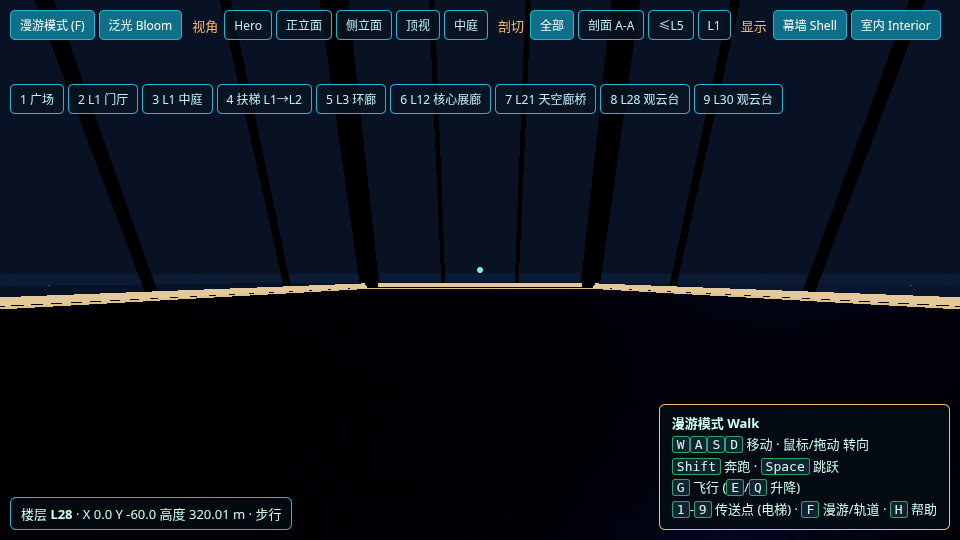 漫游模式 (F) 泛光 Bloom 视角 Hero 正立面 侧立面 顶视 中庭 剖切 全部 剖面 A-A ≤L5 L1 显示 幕墙 Shell 室内 Interior
1 广场 2 L1 门厅 3 L1 中庭 4 扶梯 L1→L2 5 L3 环廊 6 L12 核心展廊 7 L21 天空廊桥 8 L28 观云台 9 L30 观云台
漫游模式 Walk
W A S D 移动 · 鼠标/拖动 转向
Shift 奔跑 · Space 跳跃
G 飞行 (E/Q 升降)
1-9 传送点 (电梯) · F 漫游/轨道 · H 帮助
楼层 L28 · X 0.0 Y -60.0 高度 320.01 m · 步行